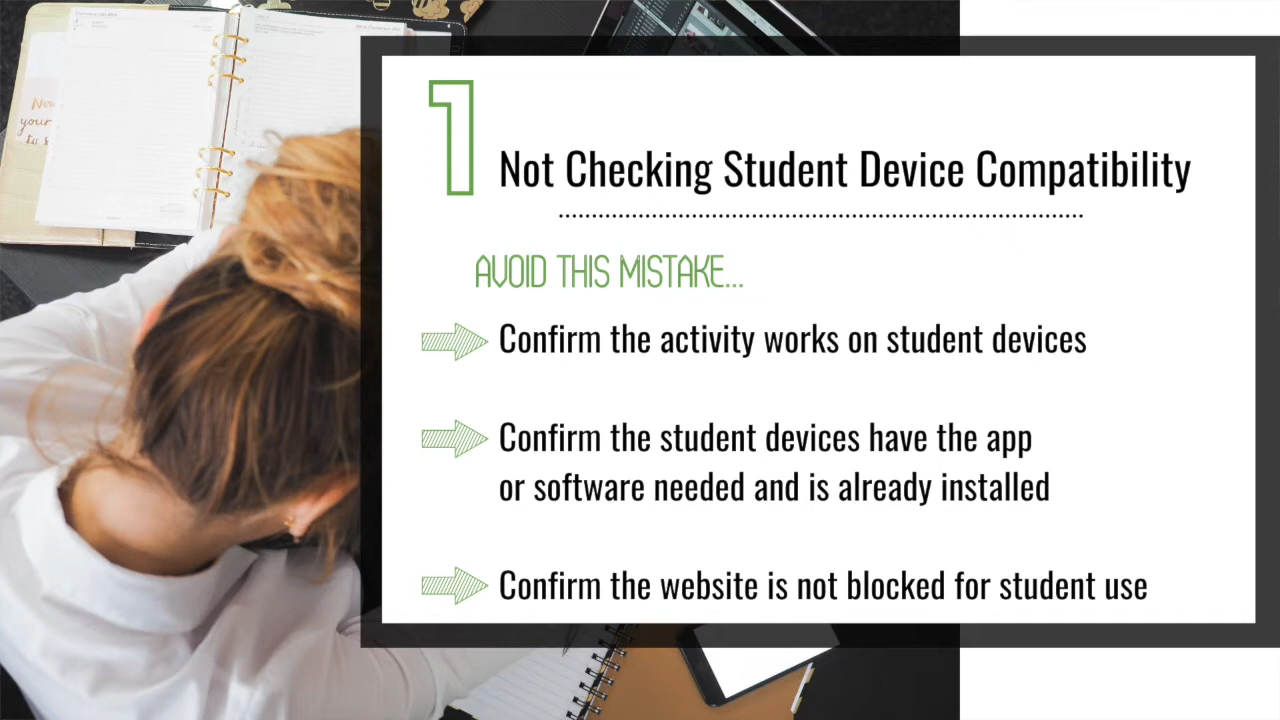 1
Not Checking Student Device Compatibility
AVOID THIS MISTAKE...
Confirm the activity works on student devices
Confirm the student devices have the app
or software needed and is already installed
Confirm the website is not blocked for student use